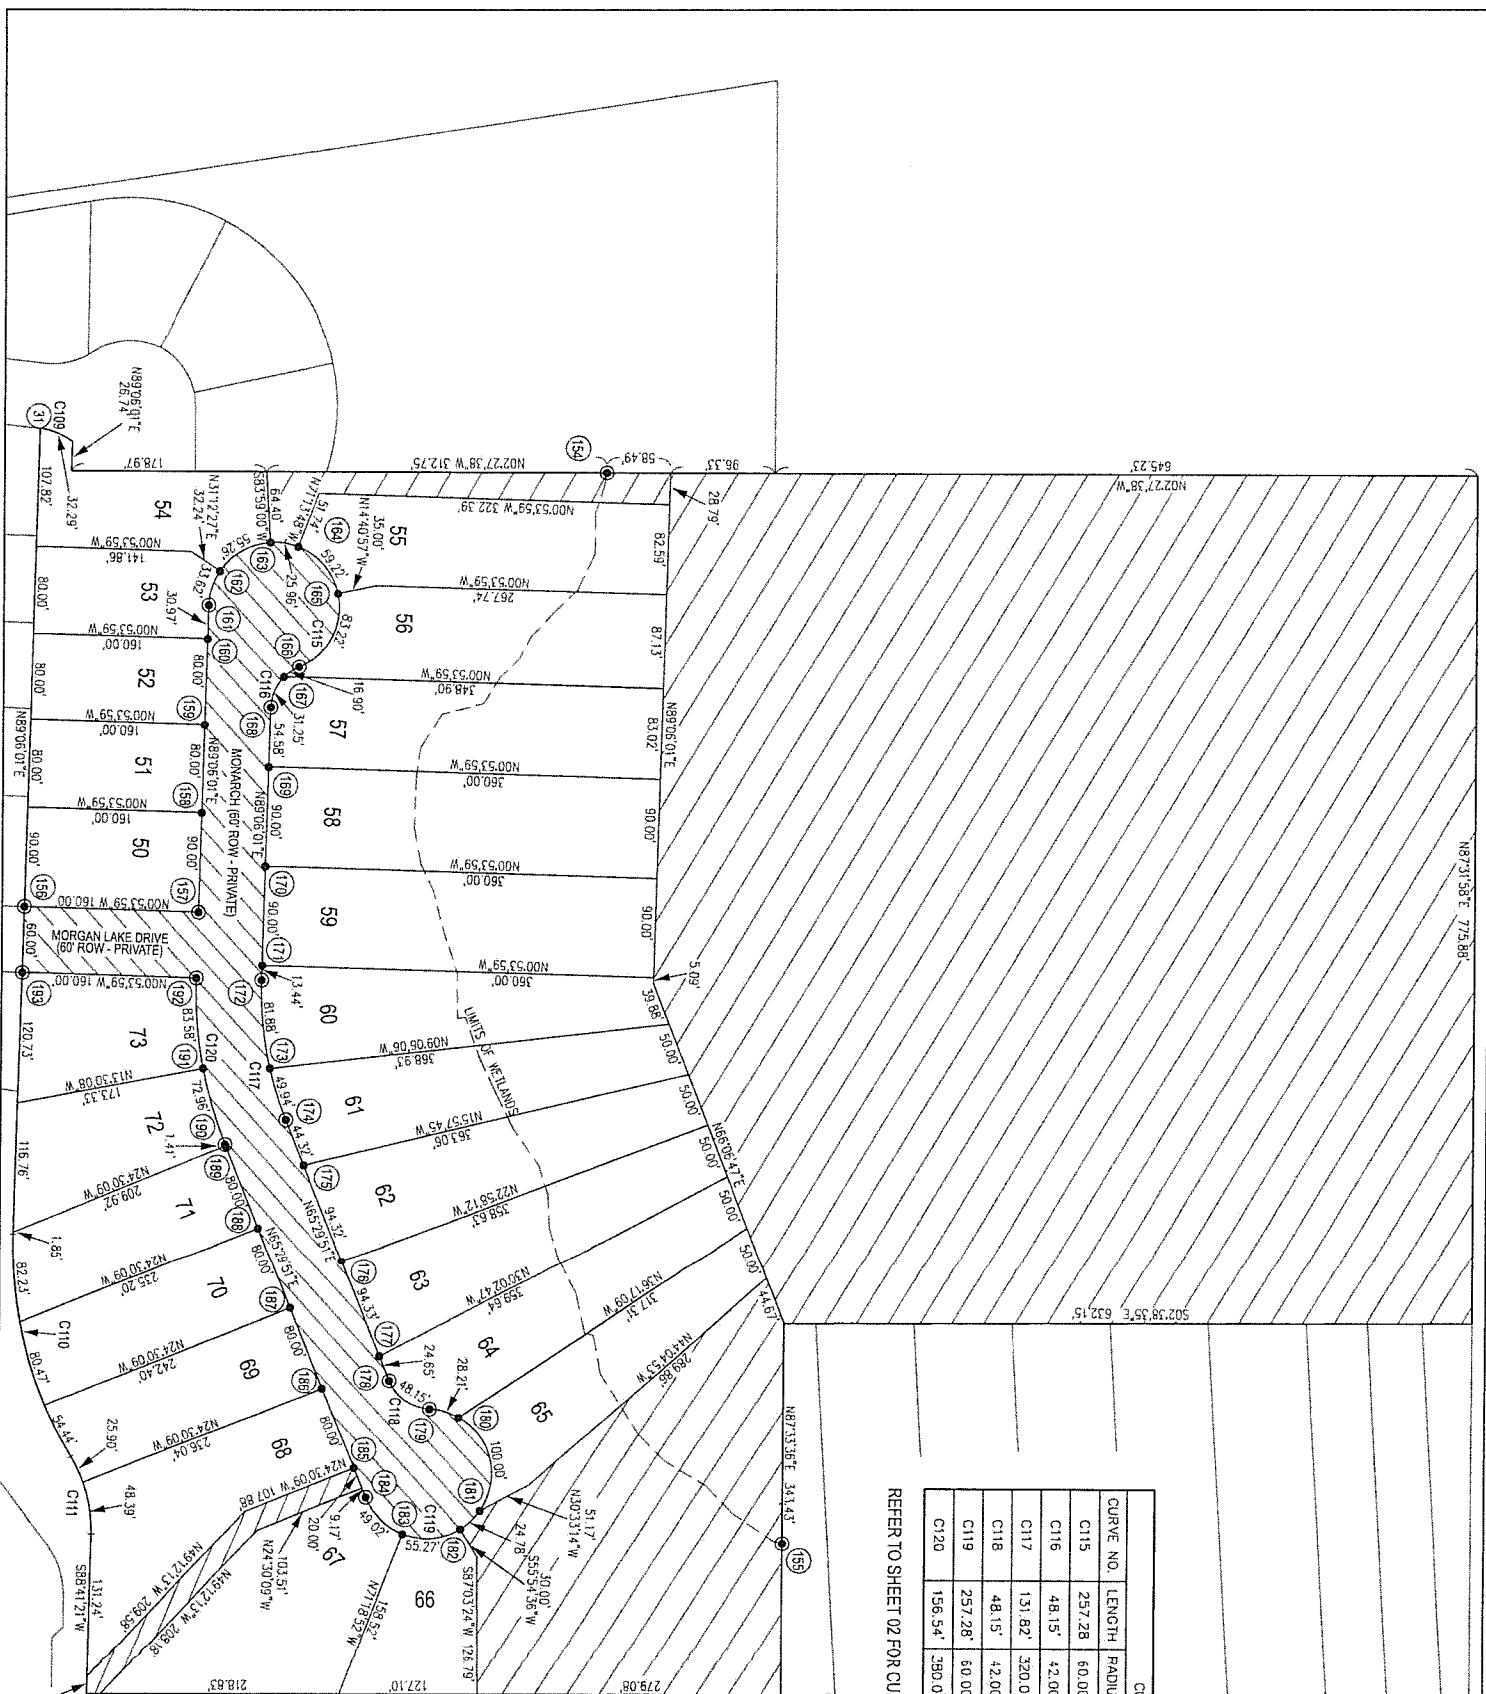 N87°31'58"E 775.88'
645.23'
N02°27'38"W
S02°38'35"E 632.15'
96.33'
58.49'
154
N02°27'38"W 312.75'
178.97'
N89°06'01"E
26.74'
C109
31
32.29'
107.82'
28.79'
82.59'
87.13'
N89°06'01"E
83.02'
90.00'
90.00'
5.09'
39.88'
50.00'
50.00'
N66°06'47"E
50.00'
50.00'
50.00'
44.67'
N87°33'36"E 343.43'
155
N00°53'59"W 322.39'
55
N14°40'57"W
35.00'
N00°53'59"W
267.74'
56
N00°53'59"W
348.90'
57
N00°53'59"W
360.00'
58
N00°53'59"W
360.00'
59
N00°53'59"W
360.00'
60
N09°06'06"W
368.93'
61
N15°57'45"W
363.06'
62
N22°58'12"W
358.63'
63
N30°02'47"W
359.64'
64
N36°17'09"W
317.31'
65
N44°04'53"W
289.86'
LIMITS OF WETLANDS
S83°59'00"W
64.40'
N71°13'48"W
51.74'
164
59.22'
165
83.22'
C115
166
16.90'
167
C116
31.25'
168
54.58'
169
N89°06'01"E
90.00'
170
90.00'
171
13.44'
172
81.88'
173
C117
49.94'
174
44.32'
175
94.32'
N65°29'51"E
176
94.33'
177
24.65'
178
C118
48.15'
179
28.21'
180
100.00'
181
51.17'
N30°33'14"W
24.78'
182
30.00'
S55°54'36"W
S87°03'24"W 126.79'
279.08'
127.10'
218.83'
66
N71°18'52"W
158.52'
C119
55.27'
183
49.02'
184
9.17'
20.00'
67
103.51'
N24°30'09"W
N49°12'13"W 208.18'
N49°12'13"W 209.58'
N24°30'09"W 107.88'
185
80.00'
186
80.00'
187
80.00'
188
N65°29'51"E
80.00'
189
1.41'
190
72.96'
191
C120
83.58'
192
N00°53'59"W 160.00'
193
60.00'
156
MORGAN LAKE DRIVE
(60' ROW - PRIVATE)
N00°53'59"W 160.00'
157
90.00'
158
N89°06'01"E
80.00'
159
80.00'
160
30.97'
161
33.62'
162
55.26'
163
25.96'
MONARCH (60' ROW - PRIVATE)
N31°12'27"E
32.24'
54
N00°53'59"W
141.86'
53
80.00'
N00°53'59"W
160.00'
52
80.00'
N00°53'59"W
160.00'
51
80.00'
N89°06'01"E
N00°53'59"W
160.00'
50
90.00'
73
120.73'
N13°30'08"W
173.33'
72
116.76'
N24°30'09"W
209.92'
71
1.85'
82.23'
N24°30'09"W
235.20'
70
C110
80.47'
N24°30'09"W
242.40'
69
54.44'
25.90'
N24°30'09"W
236.04'
68
C111
48.39'
131.24'
S88°41'21"W
CURVE NO. LENGTH
C115 257.28
C116 48.15'
C117 131.82'
C118 48.15'
C119 257.28'
C120 156.54'
REFER TO SHEET 02 FOR